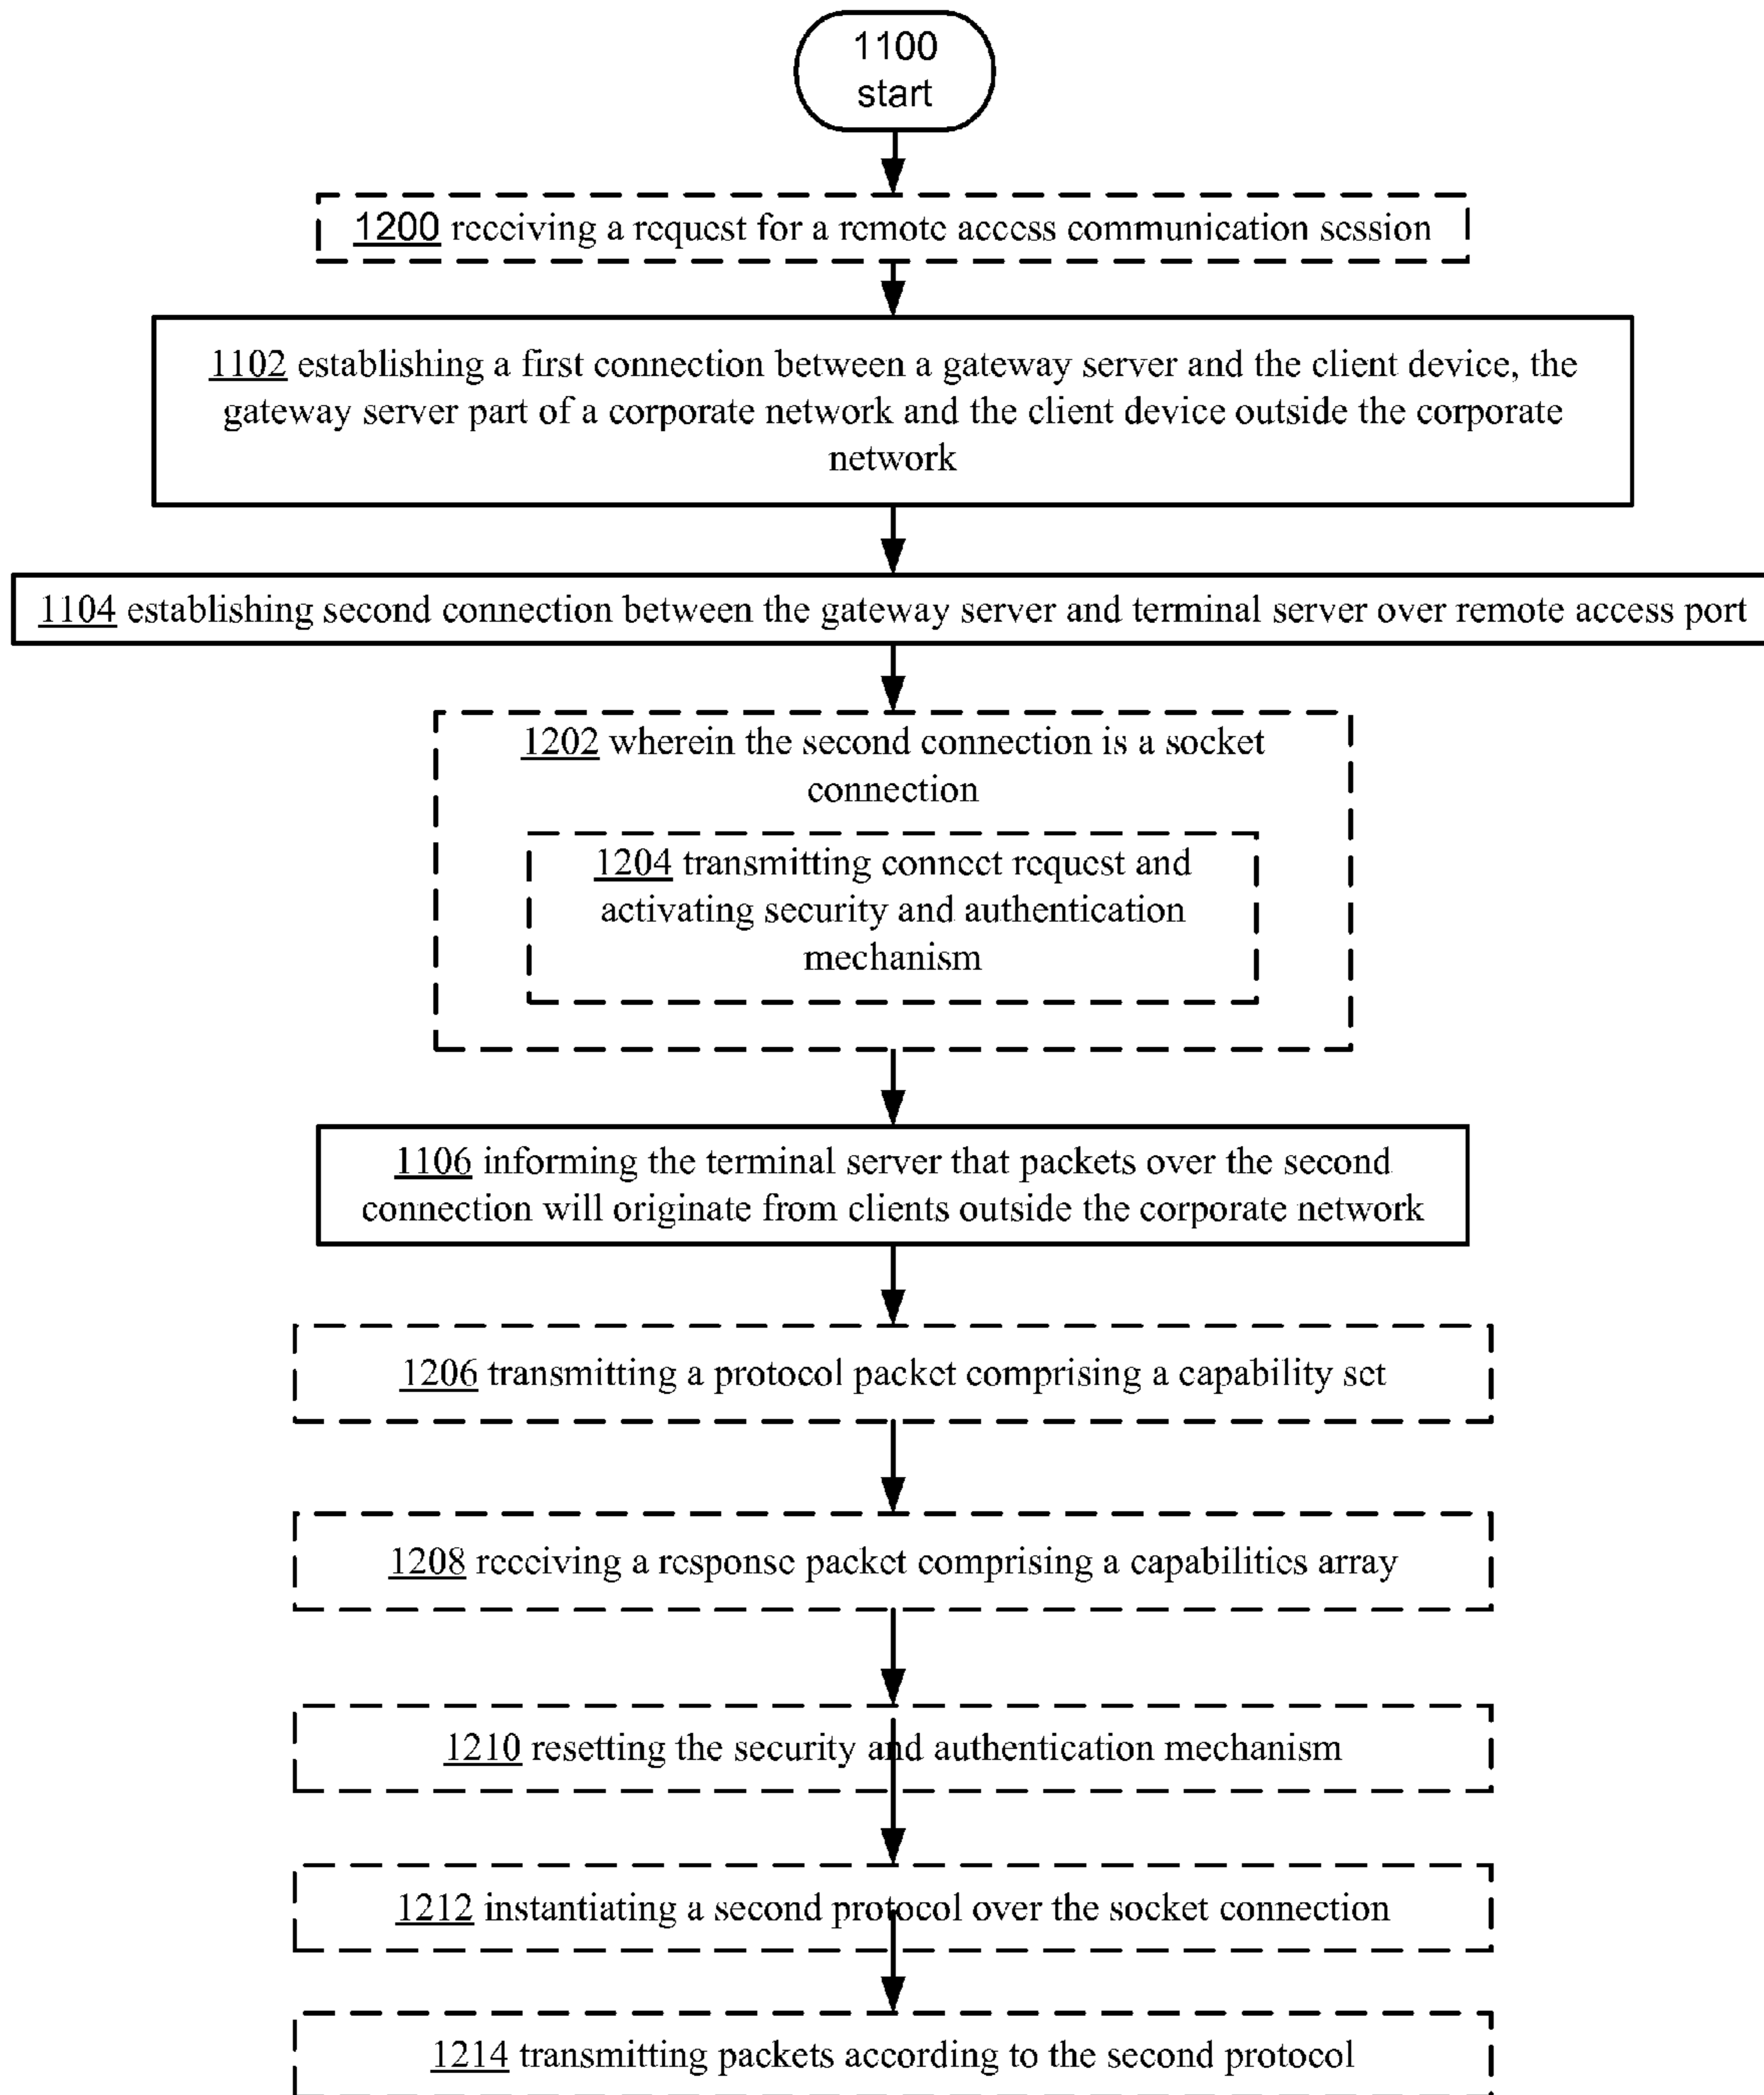 1100
start
1200 receiving a request for a remote access communication session
1102 establishing a first connection between a gateway server and the client device, the
gateway server part of a corporate network and the client device outside the corporate
network
1104 establishing second connection between the gateway server and terminal server over remote access port
1202 wherein the second connection is a socket
connection
1204 transmitting connect request and
activating security and authentication
mechanism
1106 informing the terminal server that packets over the second
connection will originate from clients outside the corporate network
1206 transmitting a protocol packet comprising a capability set
1208 receiving a response packet comprising a capabilities array
1210 resetting the security and authentication mechanism
1212 instantiating a second protocol over the socket connection
1214 transmitting packets according to the second protocol